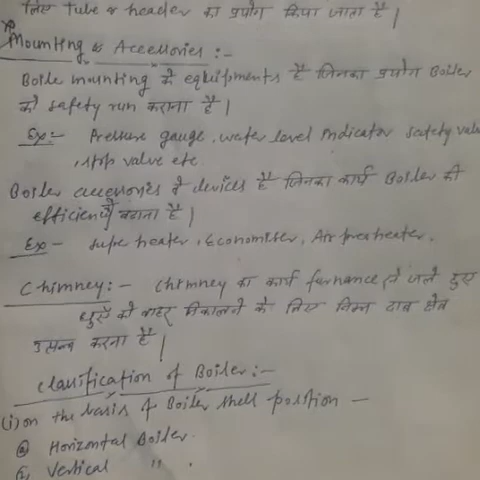 लिए Tube व header का प्रयोग किया जाता है|
Mounting & Accessories :-
Boile mounting वे equipments है जिनका प्रयोग Boiler
को safety run कराना है|
Ex:- Pressure gauge, water level indicator safety valve
, stop valve etc.
Boiler accessories वे devices है जिनका कार्य Boiler की
efficiency बढाना है|
Ex - supe heater, Economiser, Air preheater.
Chimney :- chimney का कार्य furnance से जले हुए
धुएँ को बाहर निकालने के लिए निम्न दाब क्षेत्र
उत्पन्न करना है|
Classification of Boiler :-
(i) on the basis of Boiler shell position -
(a) Horizontal Boiler.
Vertical " .